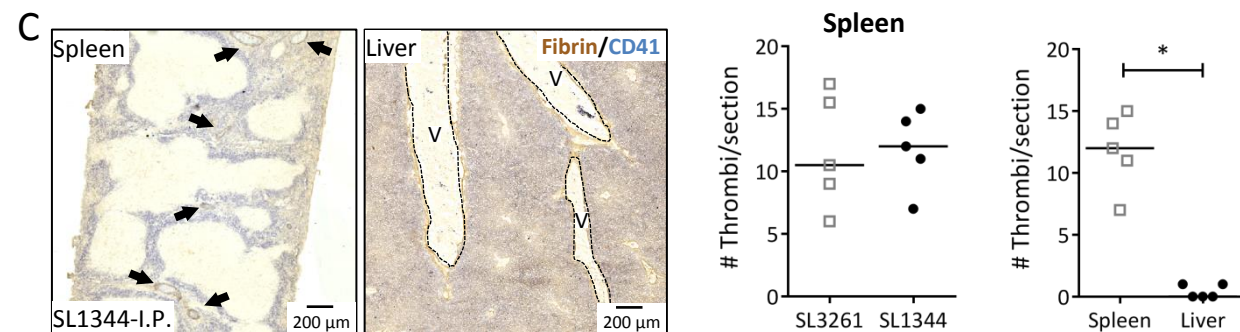 C
Spleen
SL1344-I.P.
200 µm
Liver
Fibrin/CD41
V
V
V
200 µm
Spleen
# Thrombi/section
20
15
10
5
0
SL3261 SL1344
# Thrombi/section
20
15
10
5
0
*
Spleen Liver